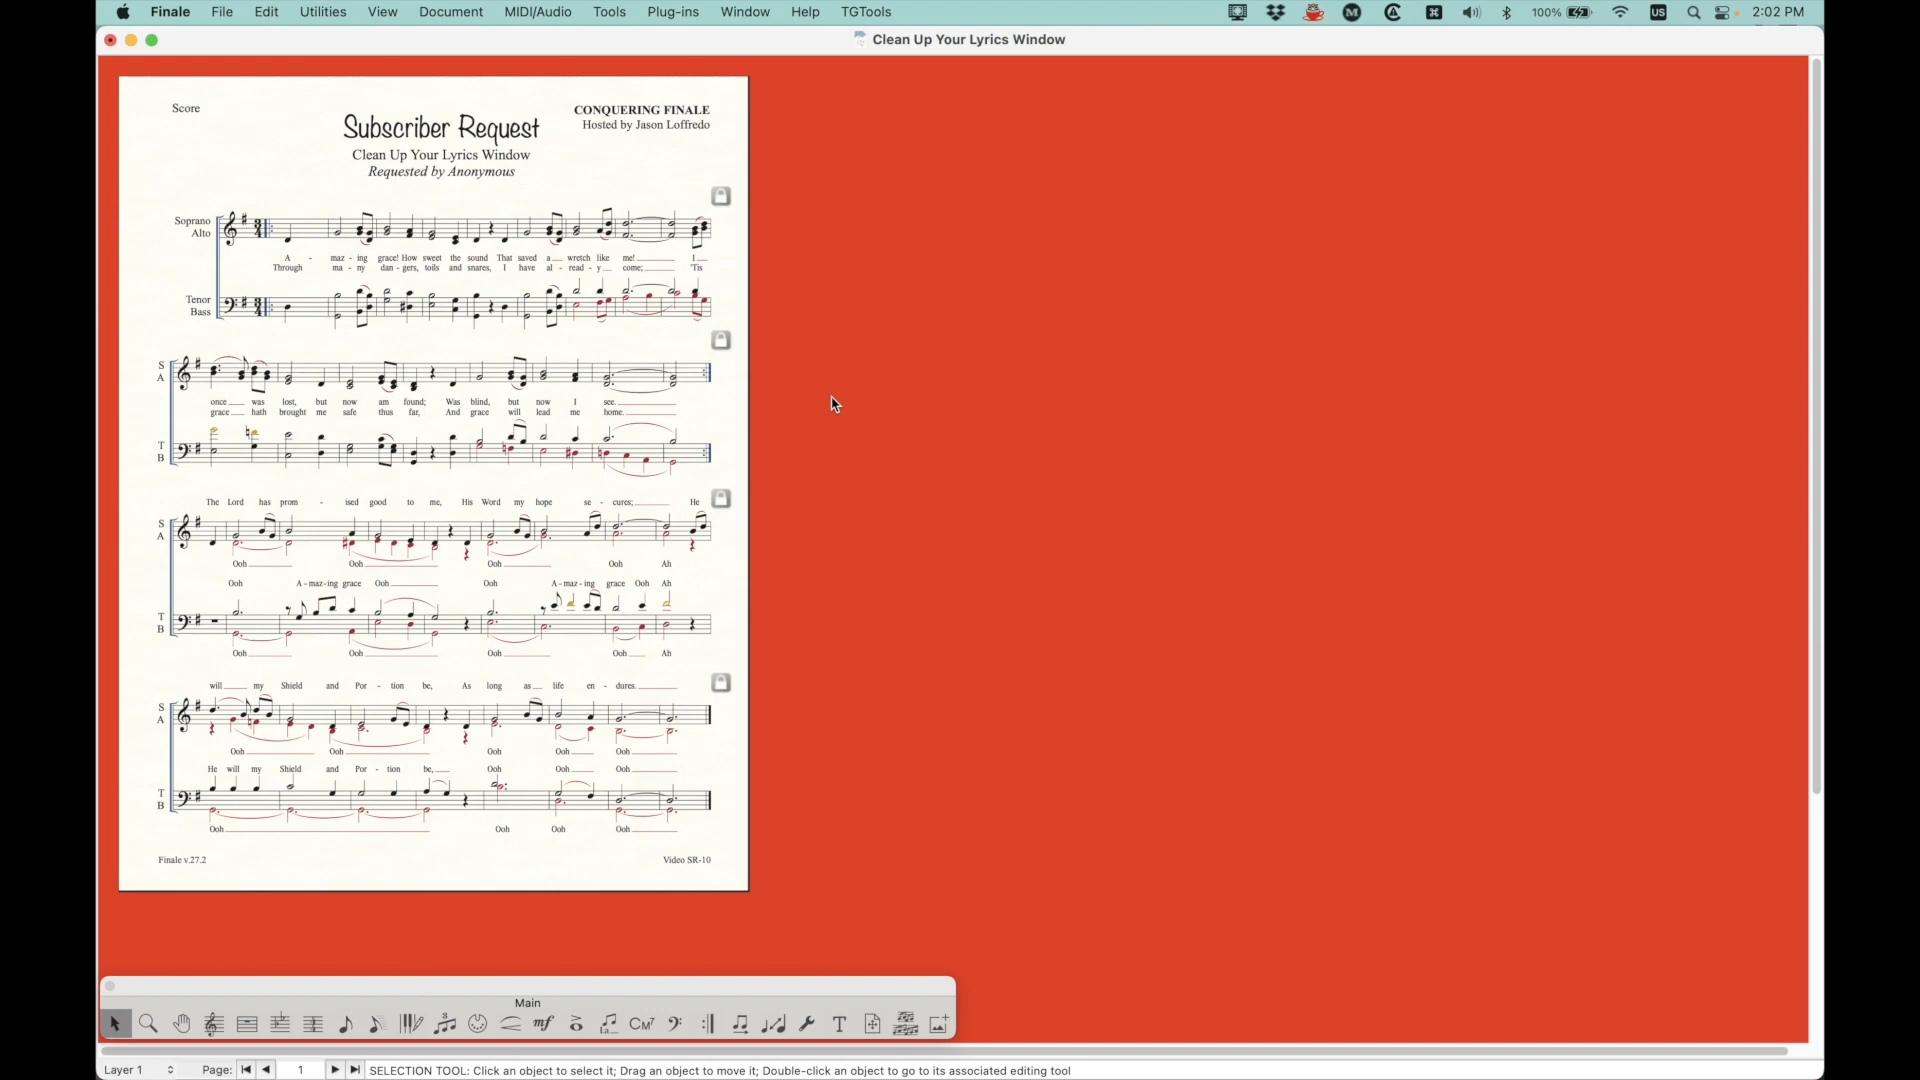 Finale File Edit Utilities View Document MIDI/Audio Tools Plug-ins Window Help TGTools 100% US 2:02 PM
Clean Up Your Lyrics Window
Score
CONQUERING FINALE
Hosted by Jason Loffredo
Subscriber Request
Clean Up Your Lyrics Window
Requested by Anonymous
Soprano
Alto
A - maz - ing grace! How sweet the sound That saved a wretch like me! I
Through ma - ny dan - gers, toils and snares, I have al - read - y come; 'Tis
Tenor
Bass
S
A
once was lost, but now am found; Was blind, but now I see.
grace hath brought me safe thus far, And grace will lead me home.
T
B
The Lord has prom - ised good to me, His Word my hope se - cures; He
S
A
Ooh Ooh Ooh Ooh Ah
Ooh A - maz - ing grace Ooh Ooh A - maz - ing grace Ooh Ah
T
B
Ooh Ooh Ooh Ooh Ah
will my Shield and Por - tion be, As long as life en - dures.
S
A
Ooh Ooh Ooh Ooh Ooh
He will my Shield and Por - tion be, Ooh Ooh Ooh
T
B
Ooh Ooh Ooh Ooh
Finale v.27.2
Video SR-10
Main
Layer 1 Page: 1 SELECTION TOOL: Click an object to select it; Drag an object to move it; Double-click an object to go to its associated editing tool